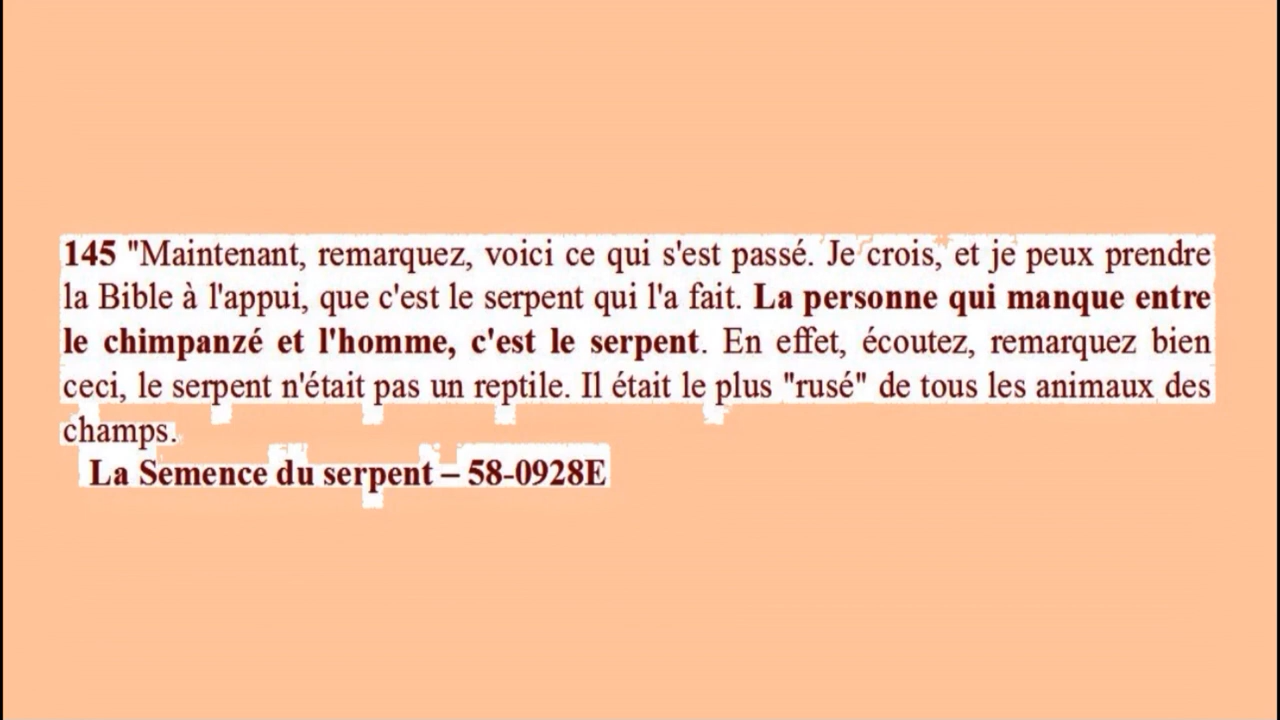 145 "Maintenant, remarquez, voici ce qui s'est passé. Je crois, et je peux prendre
la Bible à l'appui, que c'est le serpent qui l'a fait. La personne qui manque entre
le chimpanzé et l'homme, c'est le serpent. En effet, écoutez, remarquez bien
ceci, le serpent n'était pas un reptile. Il était le plus "rusé" de tous les animaux des
champs.
La Semence du serpent – 58-0928E